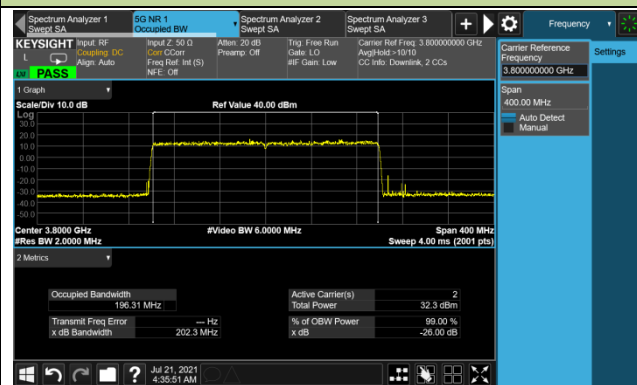 Spectrum Analyzer 1
Swept SA
5G NR 1
Occupied BW
Spectrum Analyzer 2
Swept SA
Spectrum Analyzer 3
Swept SA
Frequency
KEYSIGHT
L
LM PASS
Input: RF
Coupling: DC
Align: Auto
Input Z: 50 Ω
Corr CCorr
Freq Ref: Int (S)
NFE: Off
Atten: 20 dB
Preamp: Off
Trig: Free Run
Gate: LO
#IF Gain: Low
Carrier Ref Freq: 3.800000000 GHz
Avg|Hold:>10/10
CC Info: Downlink, 2 CCs
Carrier Reference
Frequency
3.800000000 GHz
Span
400.00 MHz
Auto Detect
Manual
Settings
1 Graph
Scale/Div 10.0 dB
Ref Value 40.00 dBm
Log
30.0
20.0
10.0
0.00
-10.0
-20.0
-30.0
-40.0
-50.0
Center 3.8000 GHz
#Video BW 6.0000 MHz
Span 400 MHz
#Res BW 2.0000 MHz
Sweep 4.00 ms (2001 pts)
2 Metrics
Occupied Bandwidth
196.31 MHz
Transmit Freq Error
--- Hz
x dB Bandwidth
202.3 MHz
Active Carrier(s)
2
Total Power
32.3 dBm
% of OBW Power
99.00 %
x dB
-26.00 dB
Jul 21, 2021
4:35:51 AM